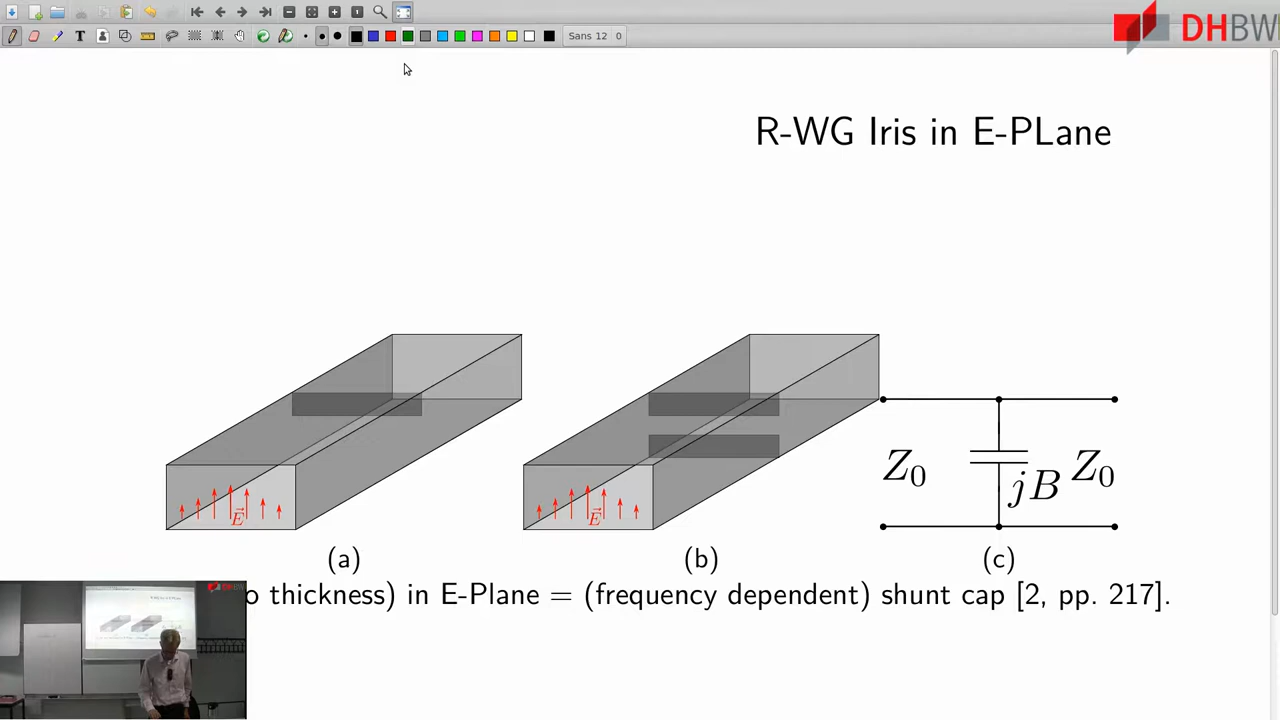 Sans 12 0
DHBW
R-WG Iris in E-PLane
E
E
Z0
jB
Z0
(a)
(b)
(c)
thickness) in E-Plane = (frequency dependent) shunt cap [2, pp. 217].